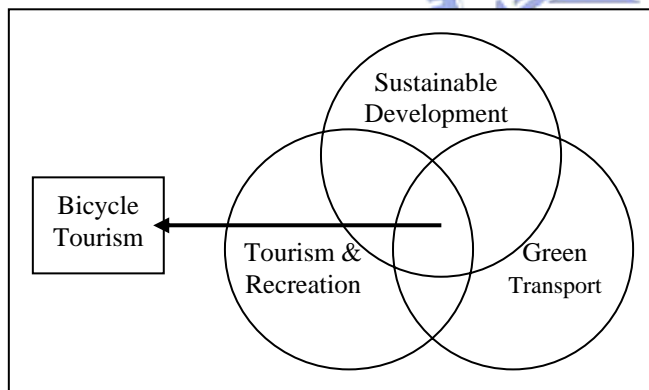 Sustainable
Development
Bicycle
Tourism
Tourism &
Recreation
Green
Transport